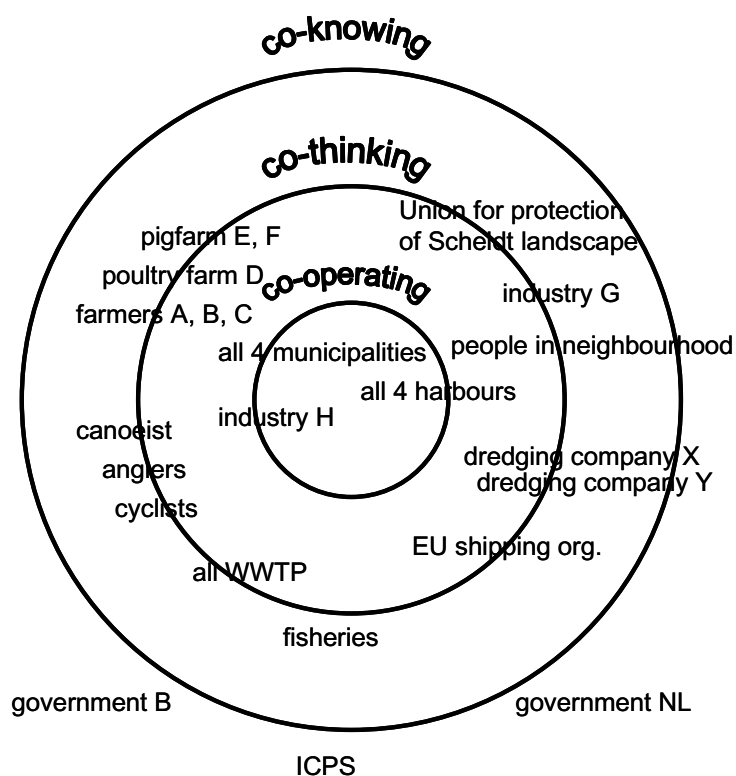 co-knowing
co-thinking
Union for protection
of Scheldt landscape
pigfarm E, F
poultry farm D
co-operating
industry G
farmers A, B, C
all 4 municipalities
people in neighbourhood
all 4 harbours
industry H
canoeist
anglers
dredging company X
dredging company Y
cyclists
EU shipping org.
all WWTP
fisheries
government B
government NL
ICPS